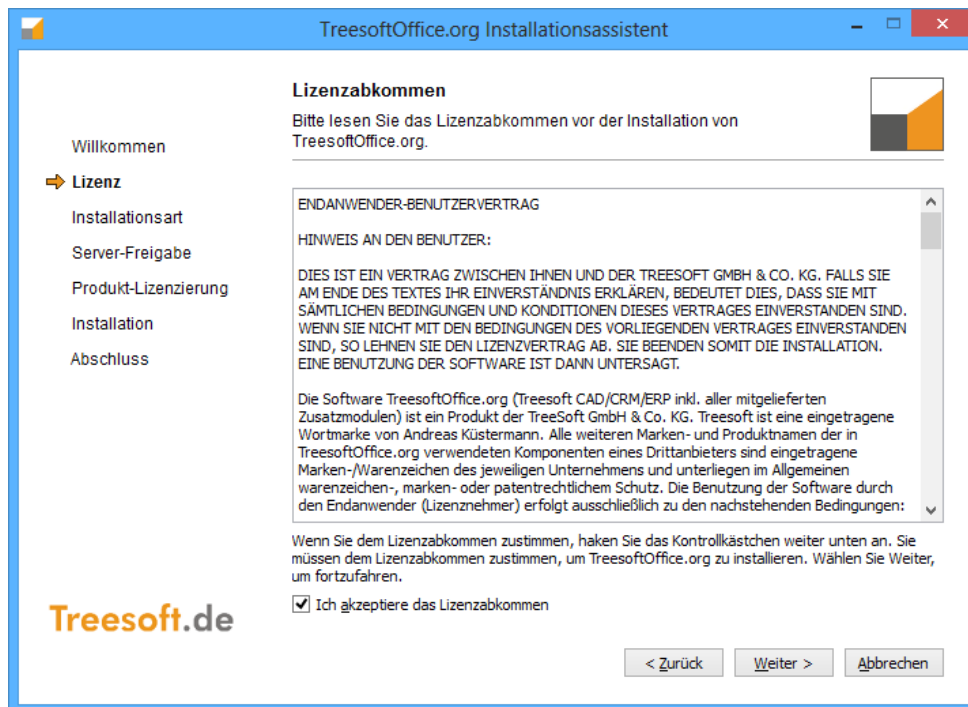 TreesoftOffice.org Installationsassistent
Lizenzabkommen
Bitte lesen Sie das Lizenzabkommen vor der Installation von
TreesoftOffice.org.
Willkommen
Lizenz
Installationsart
Server-Freigabe
Produkt-Lizenzierung
Installation
Abschluss
ENDANWENDER-BENUTZERVERTRAG
HINWEIS AN DEN BENUTZER:
DIES IST EIN VERTRAG ZWISCHEN IHNEN UND DER TREESOFT GMBH & CO. KG. FALLS SIE
AM ENDE DES TEXTES IHR EINVERSTÄNDNIS ERKLÄREN, BEDEUTET DIES, DASS SIE MIT
SÄMTLICHEN BEDINGUNGEN UND KONDITIONEN DIESES VERTRAGES EINVERSTANDEN SIND.
WENN SIE NICHT MIT DEN BEDINGUNGEN DES VORLIEGENDEN VERTRAGES EINVERSTANDEN
SIND, SO LEHNEN SIE DEN LIZENZVERTRAG AB. SIE BEENDEN SOMIT DIE INSTALLATION.
EINE BENUTZUNG DER SOFTWARE IST DANN UNTERSAGT.
Die Software TreesoftOffice.org (Treesoft CAD/CRM/ERP inkl. aller mitgelieferten
Zusatzmodulen) ist ein Produkt der TreeSoft GmbH & Co. KG. Treesoft ist eine eingetragene
Wortmarke von Andreas Küstermann. Alle weiteren Marken- und Produktnamen der in
TreesoftOffice.org verwendeten Komponenten eines Drittanbieters sind eingetragene
Marken-/Warenzeichen des jeweiligen Unternehmens und unterliegen im Allgemeinen
warenzeichen-, marken- oder patentrechtlichem Schutz. Die Benutzung der Software durch
den Endanwender (Lizenznehmer) erfolgt ausschließlich zu den nachstehenden Bedingungen:
Wenn Sie dem Lizenzabkommen zustimmen, haken Sie das Kontrollkästchen weiter unten an. Sie
müssen dem Lizenzabkommen zustimmen, um TreesoftOffice.org zu installieren. Wählen Sie Weiter,
um fortzufahren.
Ich akzeptiere das Lizenzabkommen
Treesoft.de
< Zurück
Weiter >
Abbrechen